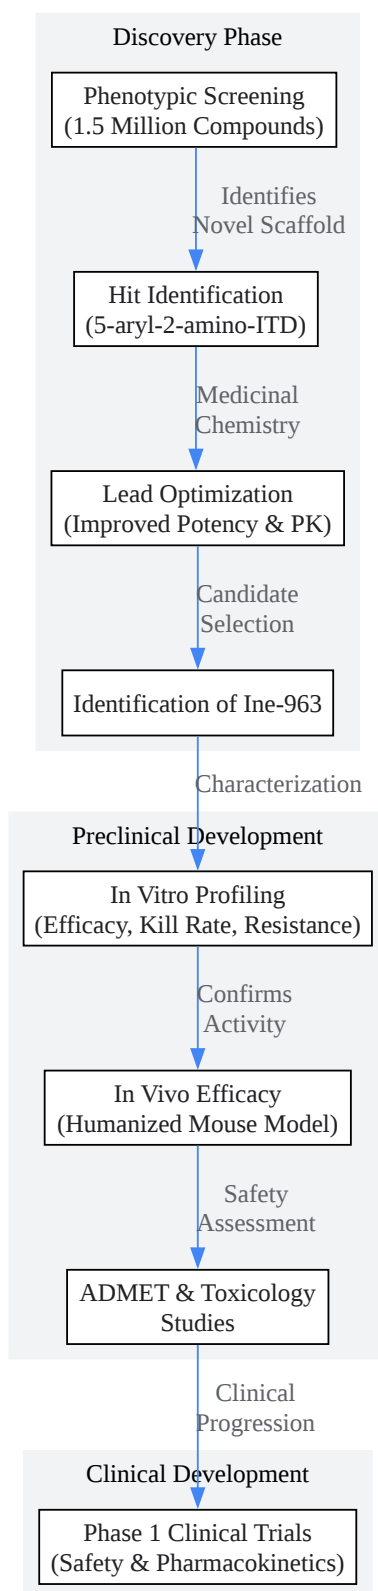 Discovery Phase
Phenotypic Screening
(1.5 Million Compounds)
Identifies
Novel Scaffold
Hit Identification
(5-aryl-2-amino-ITD)
Medicinal
Chemistry
Lead Optimization
(Improved Potency & PK)
Candidate
Selection
Identification of Ine-963
Characterization
Preclinical Development
In Vitro Profiling
(Efficacy, Kill Rate, Resistance)
Confirms
Activity
In Vivo Efficacy
(Humanized Mouse Model)
Safety
Assessment
ADMET & Toxicology
Studies
Clinical
Progression
Clinical Development
Phase 1 Clinical Trials
(Safety & Pharmacokinetics)